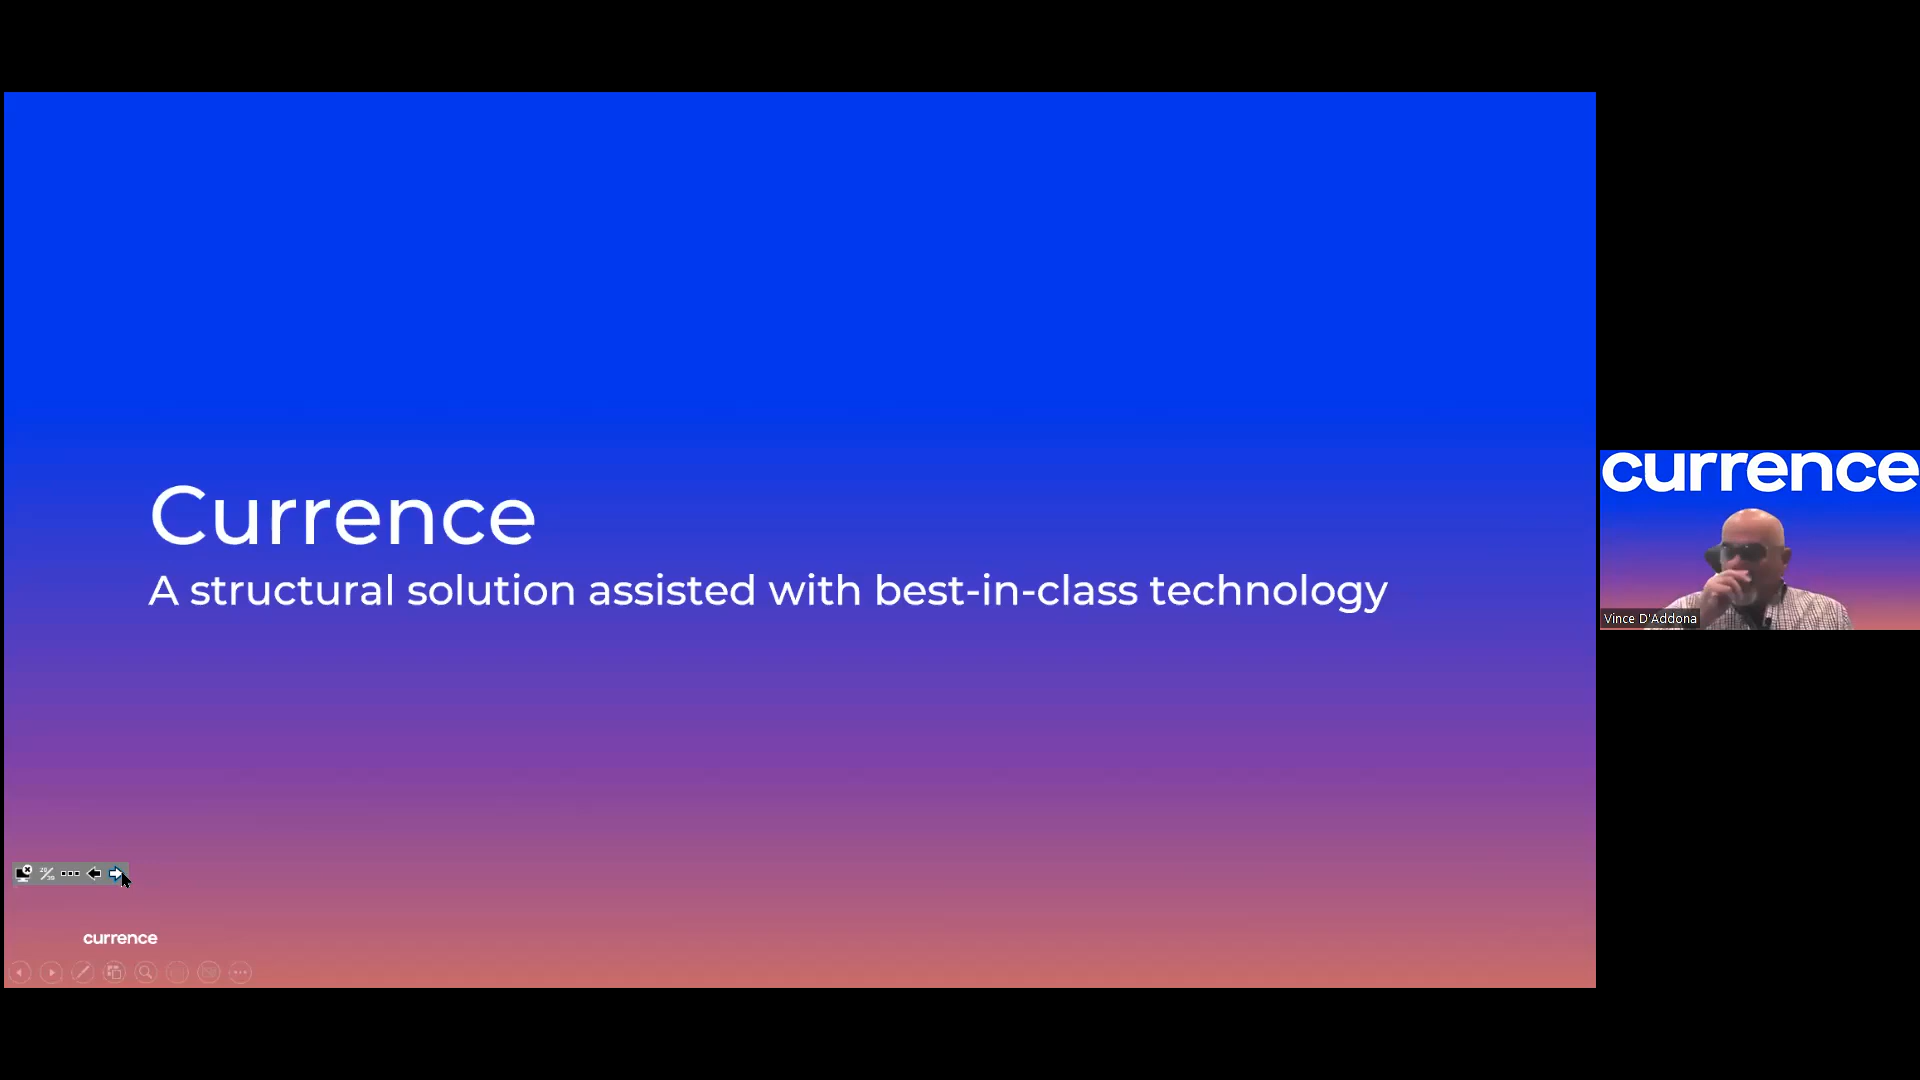 Currence
A structural solution assisted with best-in-class technology
currence
currence
Vince D'Addona